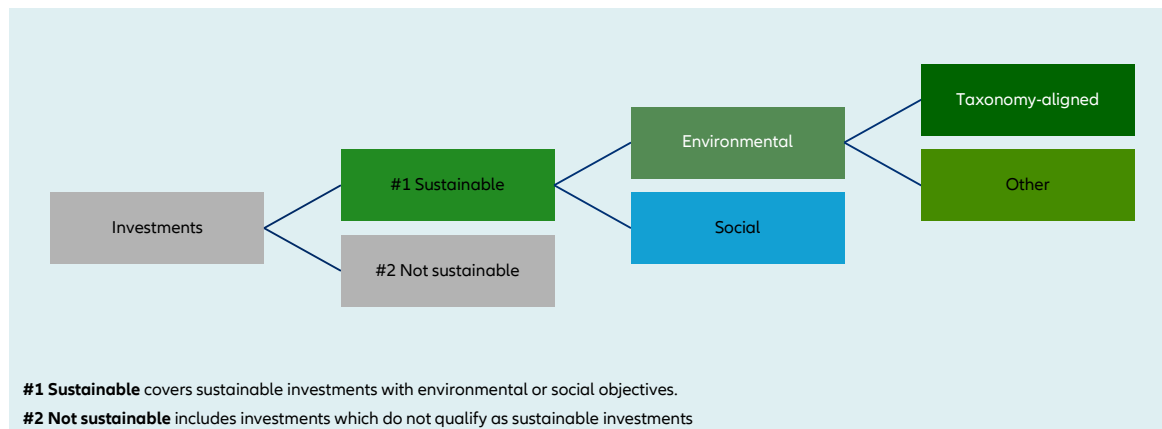 Taxonomy-aligned
Environmental
#1 Sustainable
Other
Investments
Social
#2 Not sustainable
#1 Sustainable covers sustainable investments with environmental or social objectives.
#2 Not sustainable includes investments which do not qualify as sustainable investments